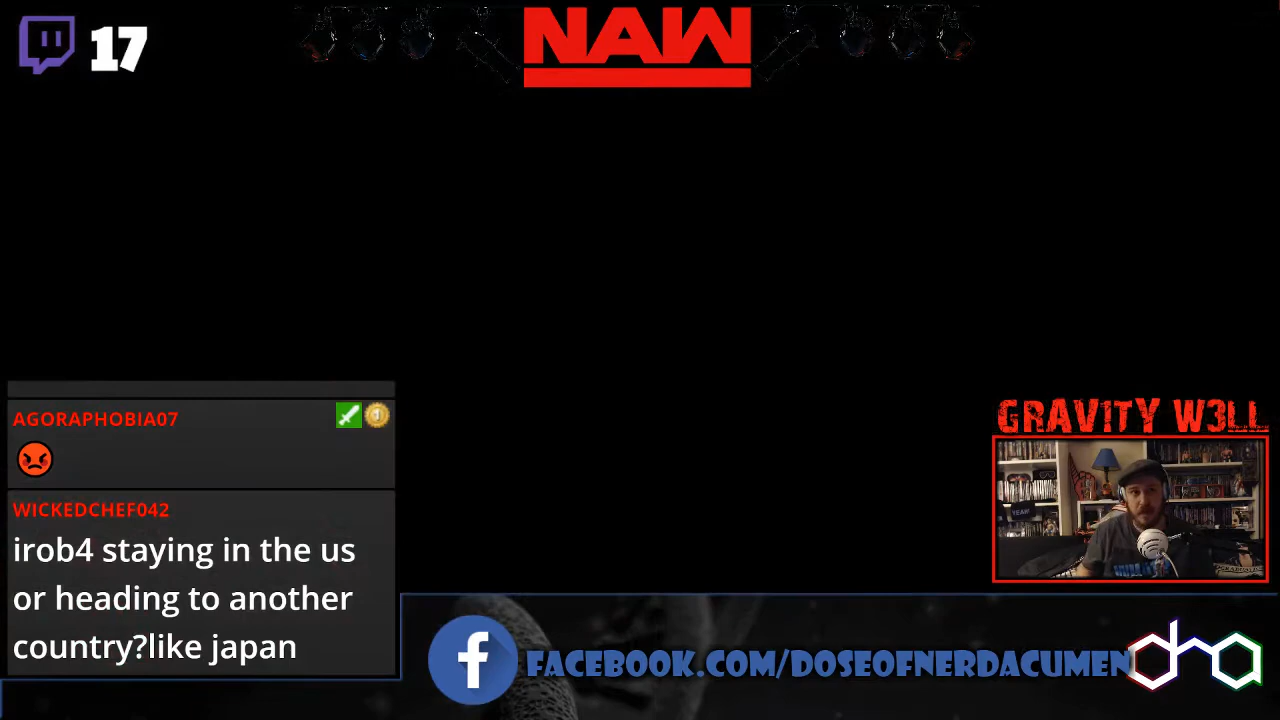 17
NAW
AGORAPHOBIA07
WICKEDCHEF042
irob4 staying in the us
or heading to another
country?like japan
GRAVITY W3LL
FACEBOOK.COM/DOSEOFNERDACUMEN
dna